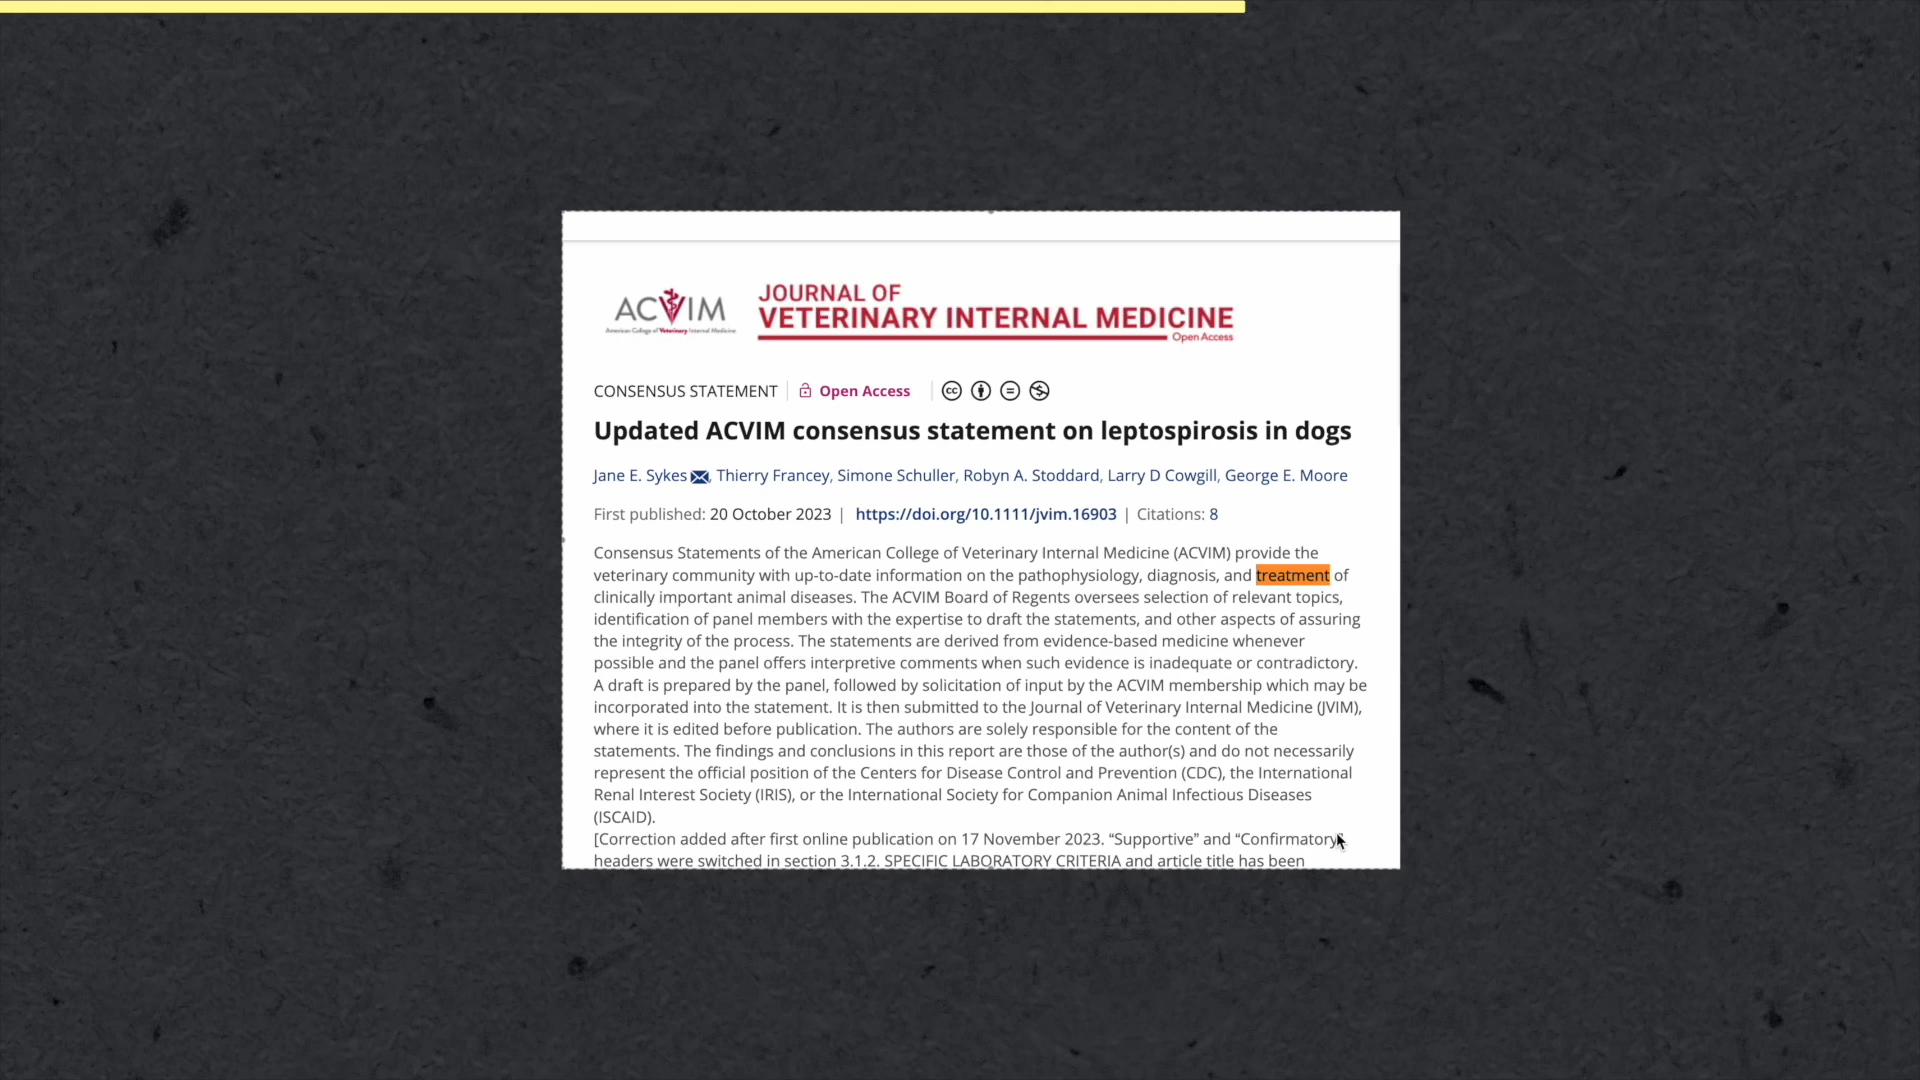 ACVIM
American College of Veterinary Internal Medicine
JOURNAL OF
VETERINARY INTERNAL MEDICINE
Open Access
CONSENSUS STATEMENT
Open Access
cc
Updated ACVIM consensus statement on leptospirosis in dogs
Jane E. Sykes, Thierry Francey, Simone Schuller, Robyn A. Stoddard, Larry D Cowgill, George E. Moore
First published: 20 October 2023 | https://doi.org/10.1111/jvim.16903 | Citations: 8
Consensus Statements of the American College of Veterinary Internal Medicine (ACVIM) provide the
veterinary community with up-to-date information on the pathophysiology, diagnosis, and treatment of
clinically important animal diseases. The ACVIM Board of Regents oversees selection of relevant topics,
identification of panel members with the expertise to draft the statements, and other aspects of assuring
the integrity of the process. The statements are derived from evidence-based medicine whenever
possible and the panel offers interpretive comments when such evidence is inadequate or contradictory.
A draft is prepared by the panel, followed by solicitation of input by the ACVIM membership which may be
incorporated into the statement. It is then submitted to the Journal of Veterinary Internal Medicine (JVIM),
where it is edited before publication. The authors are solely responsible for the content of the
statements. The findings and conclusions in this report are those of the author(s) and do not necessarily
represent the official position of the Centers for Disease Control and Prevention (CDC), the International
Renal Interest Society (IRIS), or the International Society for Companion Animal Infectious Diseases
(ISCAID).
[Correction added after first online publication on 17 November 2023. “Supportive” and “Confirmatory”
headers were switched in section 3.1.2. SPECIFIC LABORATORY CRITERIA and article title has been